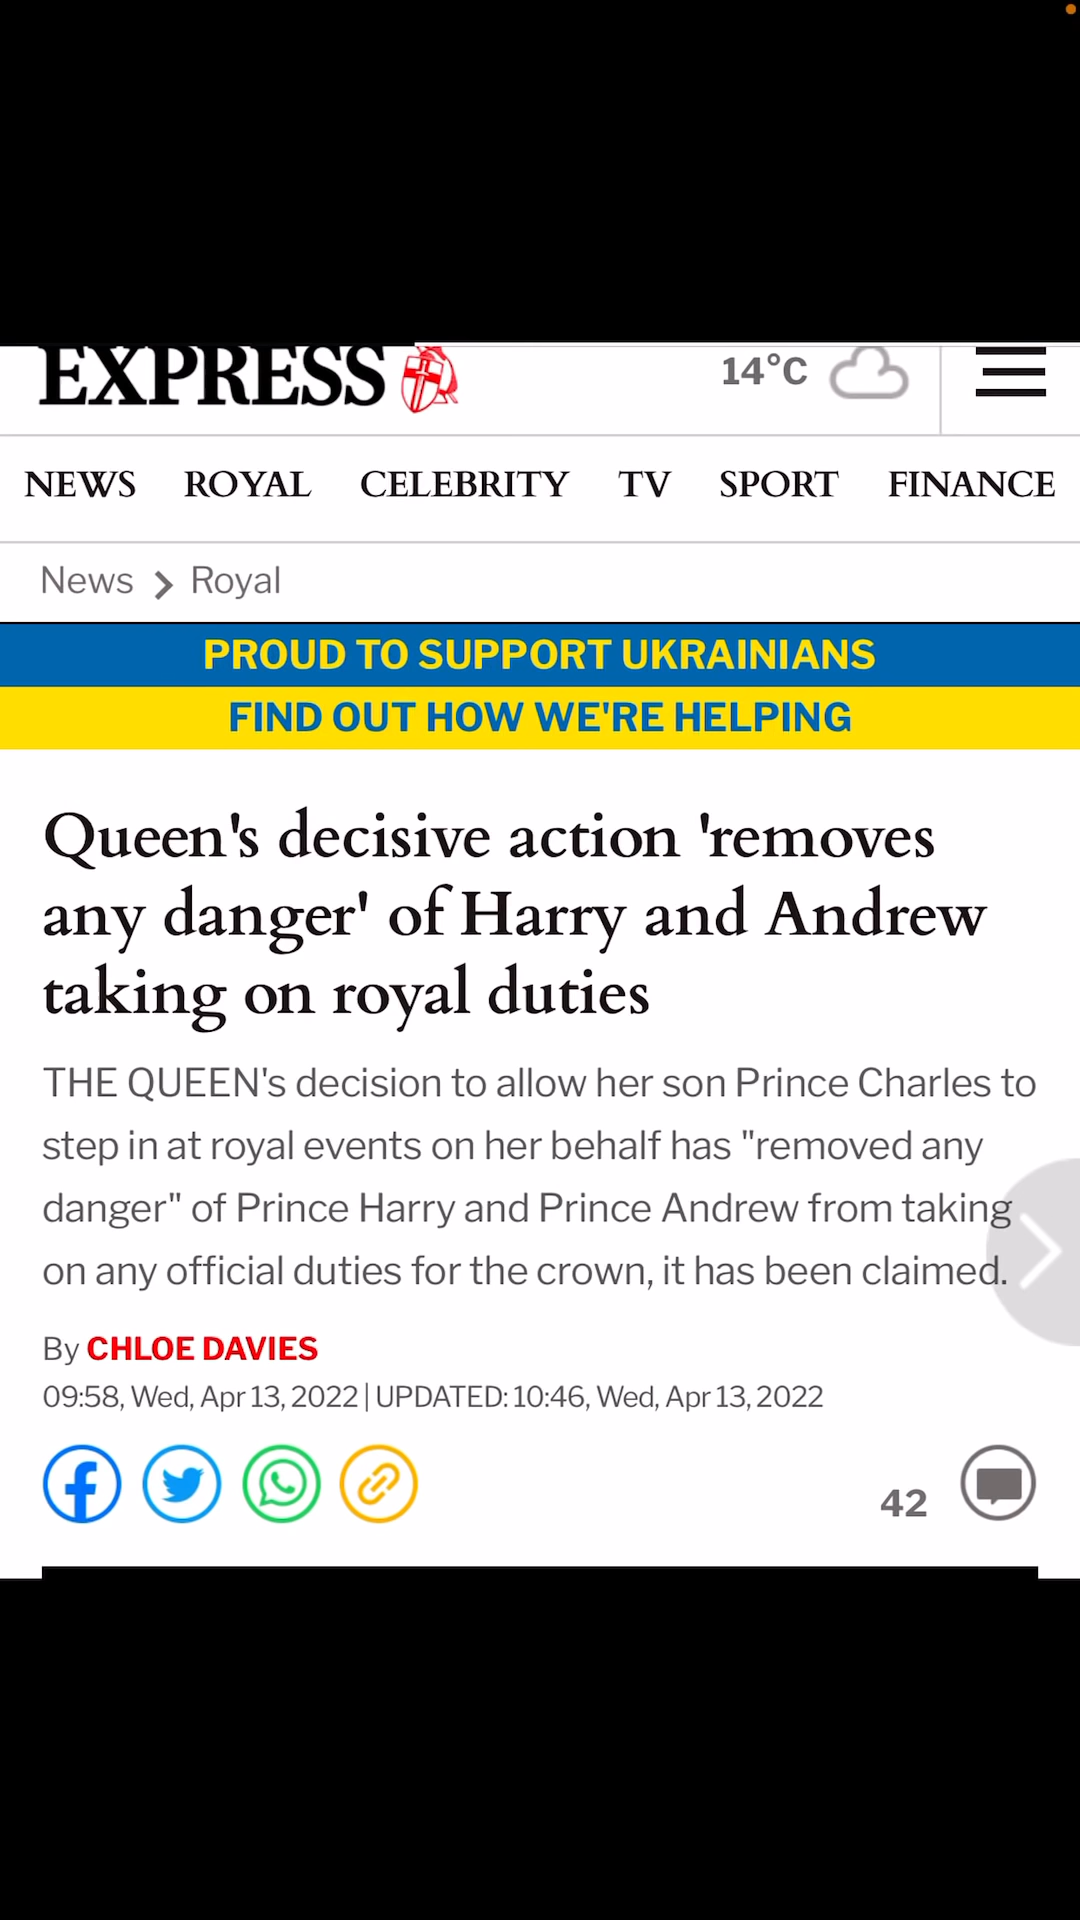 EXPRESS
14°C
NEWS ROYAL CELEBRITY TV SPORT FINANCE
News > Royal
PROUD TO SUPPORT UKRAINIANS
FIND OUT HOW WE'RE HELPING
Queen's decisive action 'removes
any danger' of Harry and Andrew
taking on royal duties
THE QUEEN's decision to allow her son Prince Charles to
step in at royal events on her behalf has "removed any
danger" of Prince Harry and Prince Andrew from taking
on any official duties for the crown, it has been claimed.
By CHLOE DAVIES
09:58, Wed, Apr 13, 2022 | UPDATED: 10:46, Wed, Apr 13, 2022
42